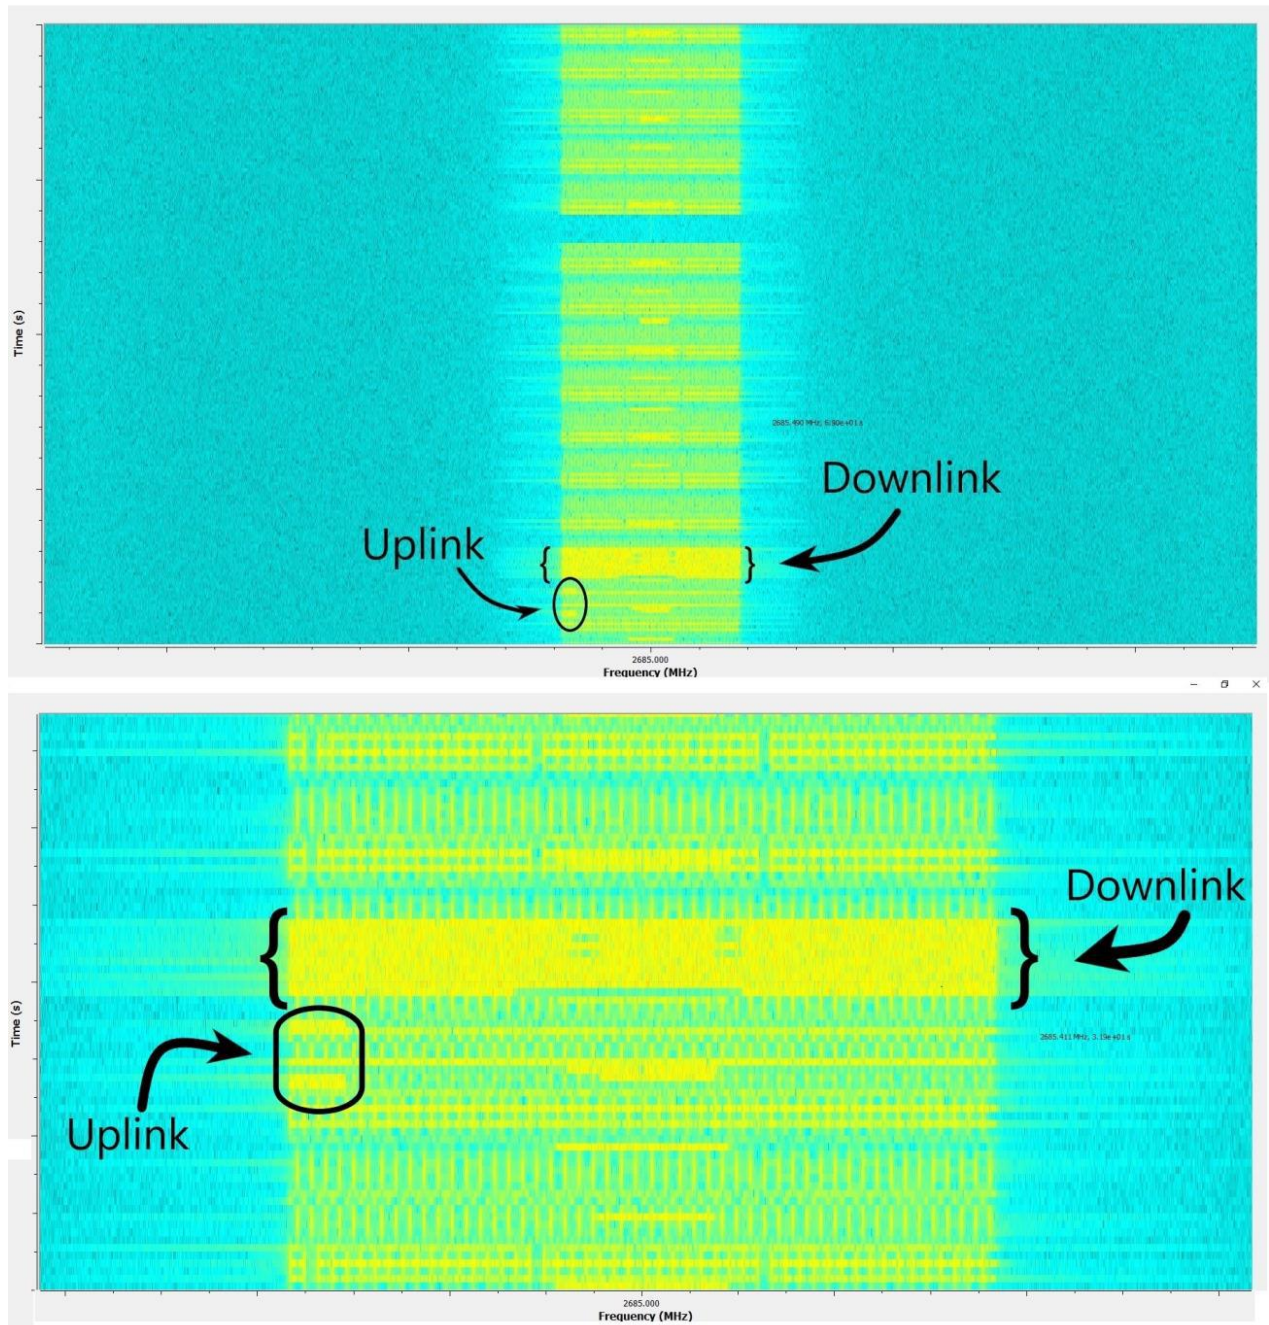 2685.490 MHz, 6.80e+01 s
Downlink
Uplink
{
}
Time (s)
2685.000
Frequency (MHz)
Downlink
{
}
2685.411 MHz, 3.19e+01 s
Uplink
Time (s)
2685.000
Frequency (MHz)